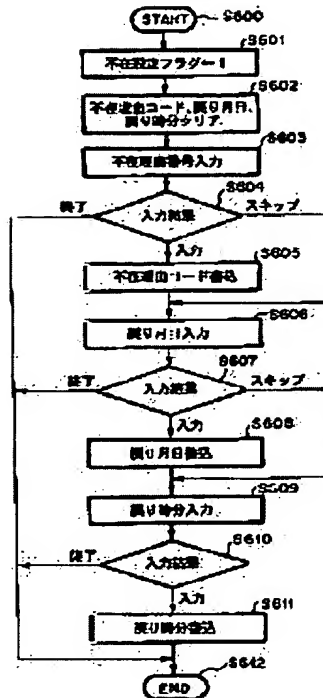 START
S600
S601
不在設定フラグ←1
S602
不在理由コード、戻り月日、
戻り時分クリア
S603
不在理由番号入力
S604
終了
入力結果
スキップ
入力
S605
不在理由コード書込
S606
戻り月日入力
S607
終了
入力結果
スキップ
入力
S608
戻り月日書込
S609
戻り時分入力
S610
終了
入力結果
入力
S611
戻り時分書込
S612
END